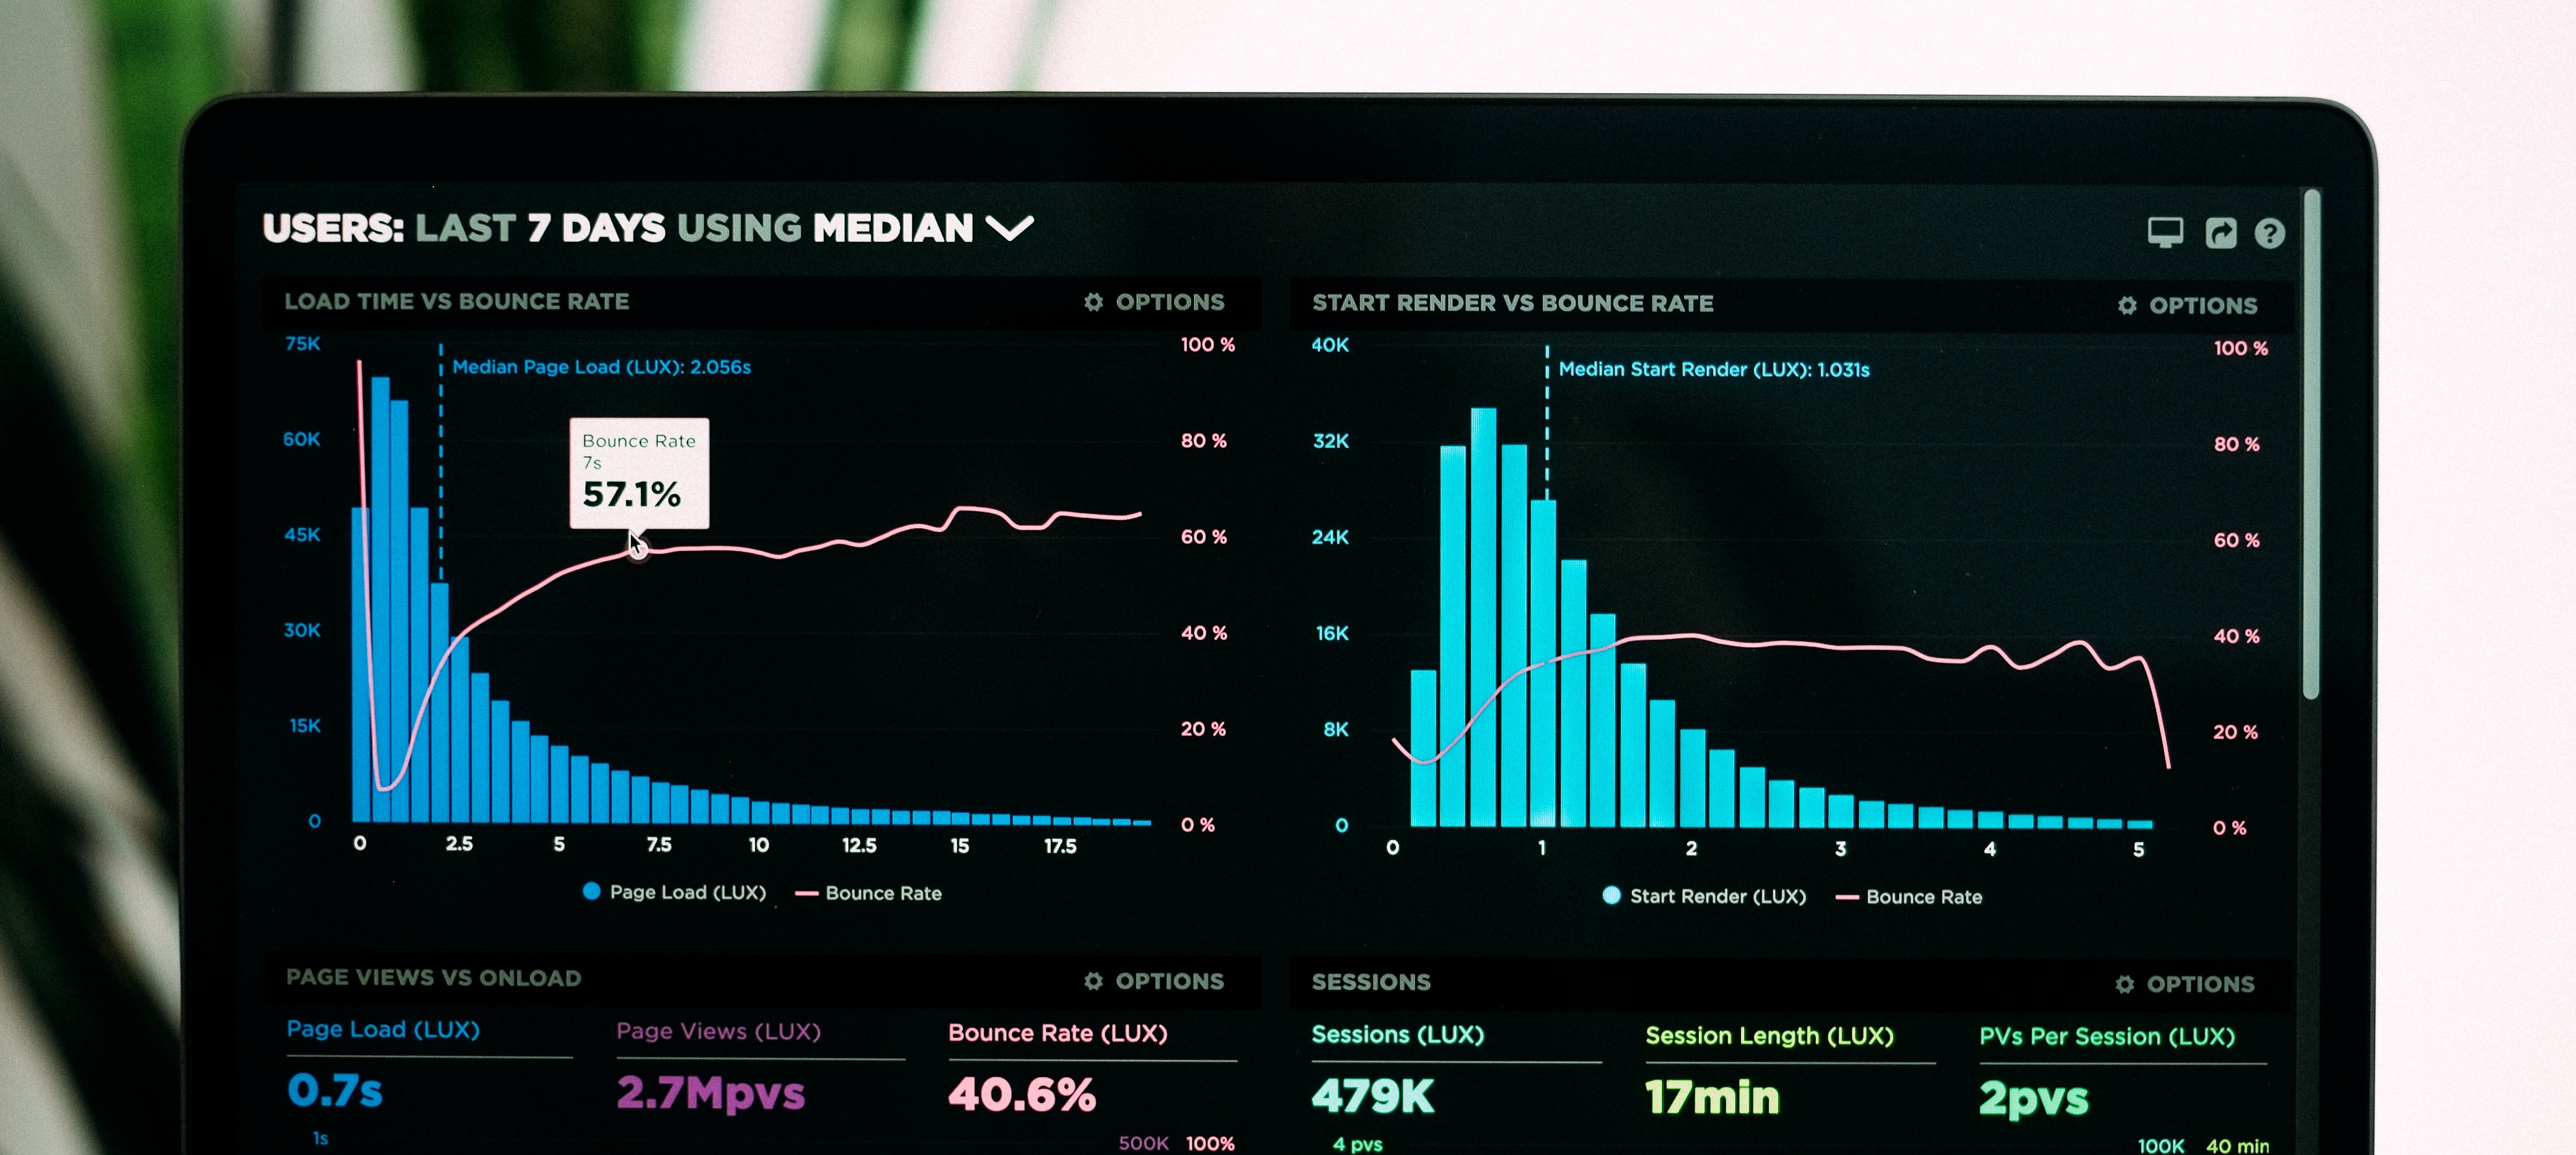 USERS: LAST 7 DAYS USING MEDIAN
LOAD TIME VS BOUNCE RATE
OPTIONS
75K
60K
45K
30K
15K
0
Median Page Load (LUX): 2.056s
Bounce Rate
7s
57.1%
100 %
80 %
60 %
40 %
20 %
0 %
0 2.5 5 7.5 10 12.5 15 17.5
Page Load (LUX) Bounce Rate
START RENDER VS BOUNCE RATE
OPTIONS
40K
32K
24K
16K
8K
0
Median Start Render (LUX): 1.031s
100 %
80 %
60 %
40 %
20 %
0 %
0 1 2 3 4 5
Start Render (LUX) Bounce Rate
PAGE VIEWS VS ONLOAD
OPTIONS
Page Load (LUX)
0.7s
Page Views (LUX)
2.7Mpvs
Bounce Rate (LUX)
40.6%
1s
500K 100%
SESSIONS
OPTIONS
Sessions (LUX)
479K
Session Length (LUX)
17min
PVs Per Session (LUX)
2pvs
4 pvs
100K 40 min